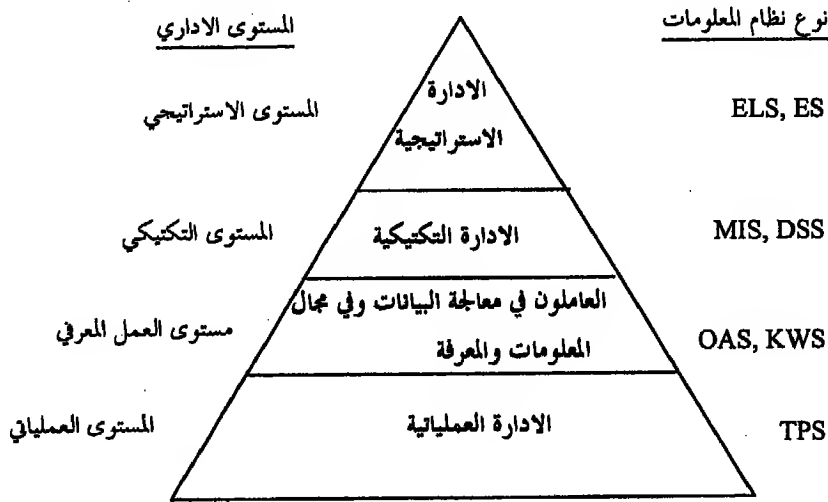 المستوى الاداري
نوع نظام المعلومات
الادارة
الاستراتيجية
المستوى الاستراتيجي
ELS, ES
المستوى التكتيكي
الادارة التكتيكية
MIS, DSS
مستوى العمل المعرفي
العاملون في معالجة البيانات وفي مجال
المعلومات والمعرفة
OAS, KWS
المستوى العملياتي
الادارة العملياتية
TPS